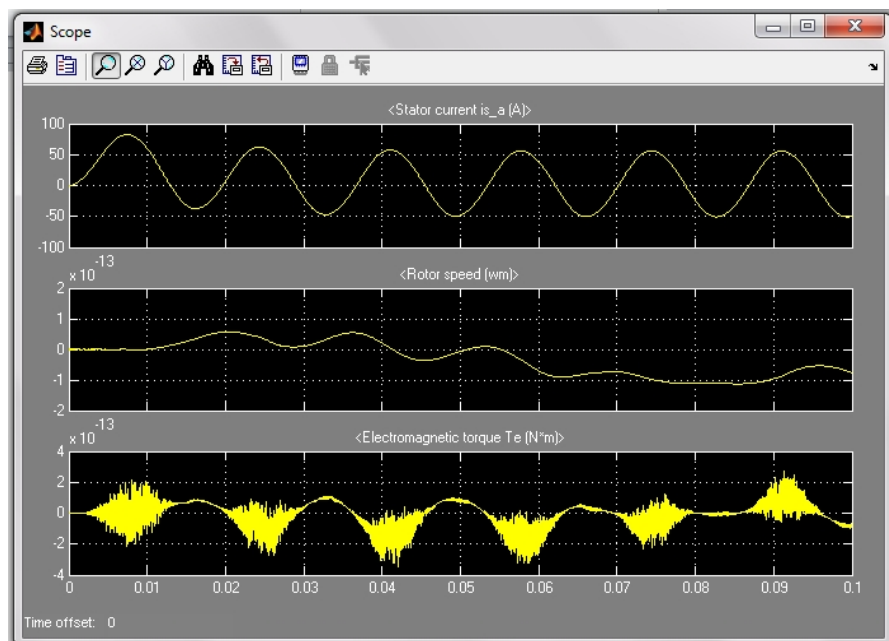 Scope
<Stator current is_a (A)>
100
50
0
-50
-100
x 10^-13
<Rotor speed (wm)>
2
1
0
-1
-2
x 10^-13
<Electromagnetic torque Te (N*m)>
4
2
0
-2
-4
0 0.01 0.02 0.03 0.04 0.05 0.06 0.07 0.08 0.09 0.1
Time offset: 0